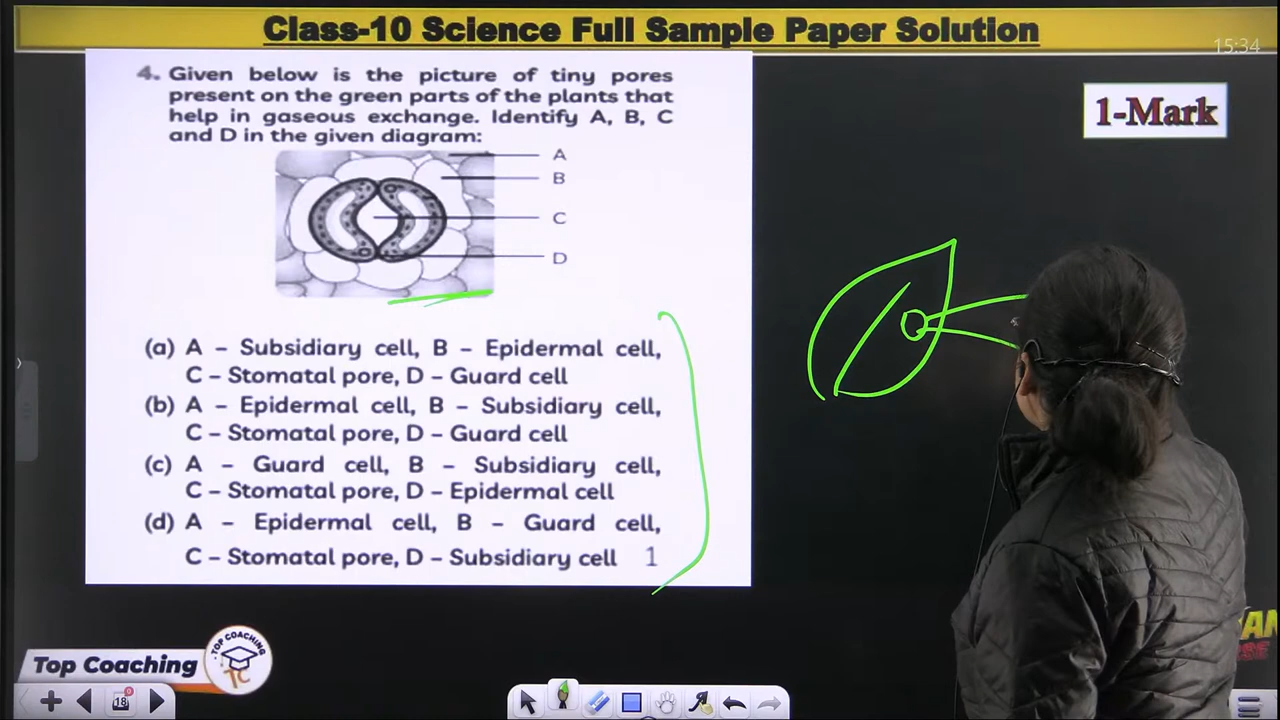 Class-10 Science Full Sample Paper Solution
15:34
1-Mark
4. Given below is the picture of tiny pores
present on the green parts of the plants that
help in gaseous exchange. Identify A, B, C
and D in the given diagram:
A
B
C
D
(a) A – Subsidiary cell, B – Epidermal cell,
C – Stomatal pore, D – Guard cell
(b) A – Epidermal cell, B – Subsidiary cell,
C – Stomatal pore, D – Guard cell
(c) A – Guard cell, B – Subsidiary cell,
C – Stomatal pore, D – Epidermal cell
(d) A – Epidermal cell, B – Guard cell,
C – Stomatal pore, D – Subsidiary cell 1
Top Coaching
TOP COACHING
TC
18